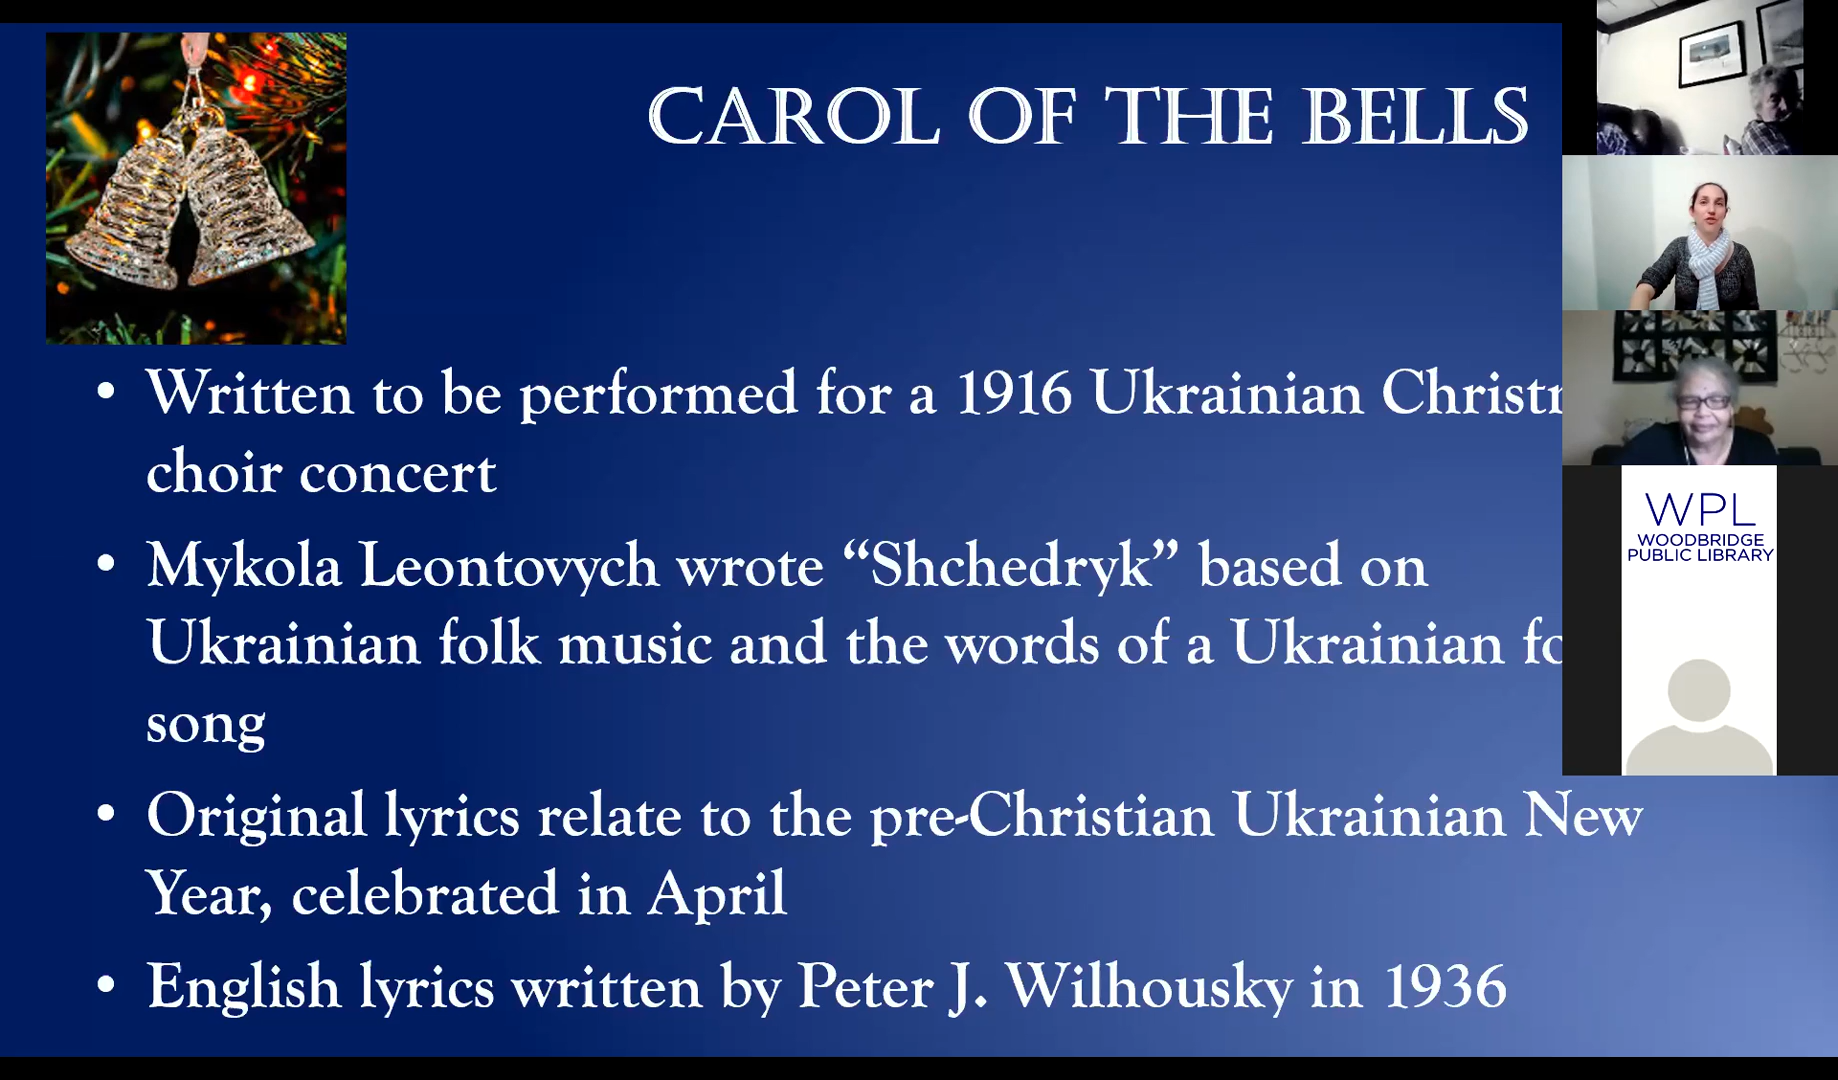 CAROL OF THE BELLS
• Written to be performed for a 1916 Ukrainian
choir concert
• Mykola Leontovych wrote “Shchedryk” based on
Ukrainian folk music and the words of a Ukrainian
song
• Original lyrics relate to the pre-Christian Ukrainian New
Year, celebrated in April
• English lyrics written by Peter J. Wilhousky in 1936
WPL
WOODBRIDGE
PUBLIC LIBRARY